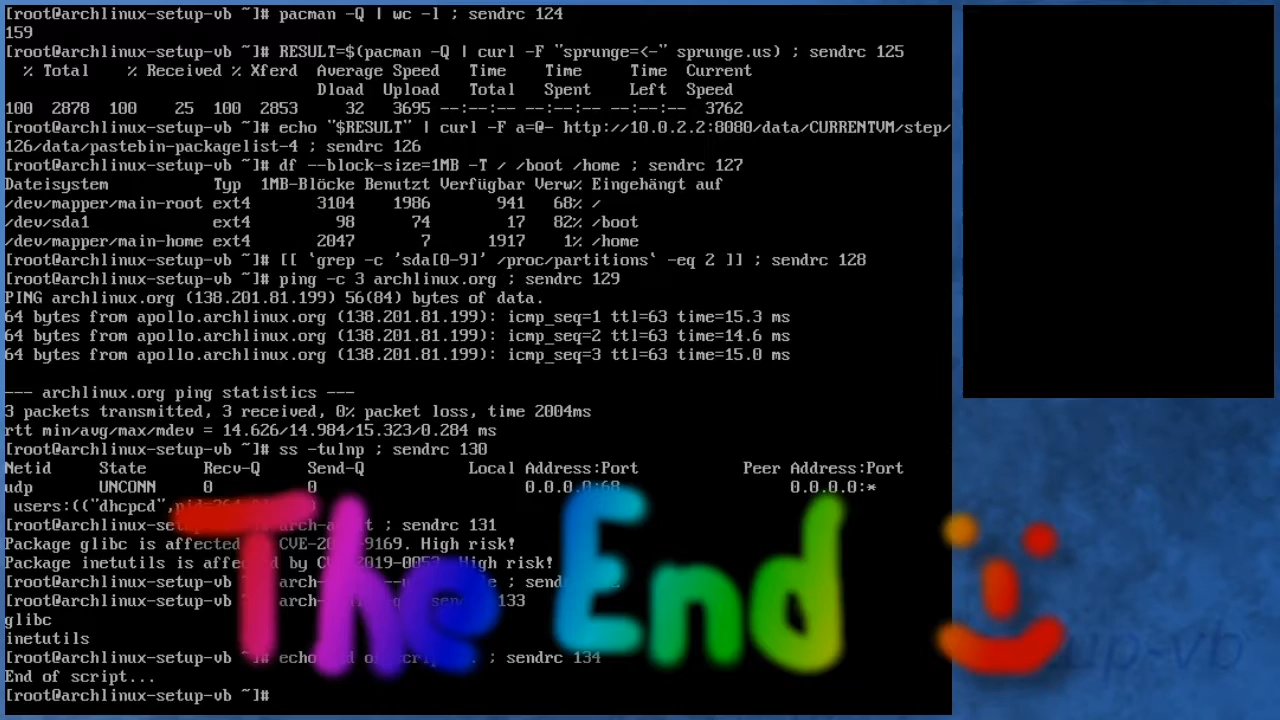 [root@archlinux-setup-vb ~]# pacman -Q | wc -l ; sendrc 124
159
[root@archlinux-setup-vb ~]# RESULT=$(pacman -Q | curl -F "sprunge=<-" sprunge.us) ; sendrc 125
% Total % Received % Xferd Average Speed Time Time Time Current
Dload Upload Total Spent Left Speed
100 2878 100 25 100 2853 32 3695 --:--:-- --:--:-- --:--:-- 3762
[root@archlinux-setup-vb ~]# echo "$RESULT" | curl -F a=@- http://10.0.2.2:8080/data/CURRENTVM/step/
126/data/pastebin-packagelist-4 ; sendrc 126
[root@archlinux-setup-vb ~]# df --block-size=1MB -T / /boot /home ; sendrc 127
Dateisystem Typ 1MB-Blöcke Benutzt Verfügbar Verw% Eingehängt auf
/dev/mapper/main-root ext4 3104 1986 941 68% /
/dev/sda1 ext4 98 74 17 82% /boot
/dev/mapper/main-home ext4 2047 7 1917 1% /home
[root@archlinux-setup-vb ~]# [[ `grep -c 'sda[0-9]' /proc/partitions` -eq 2 ]] ; sendrc 128
[root@archlinux-setup-vb ~]# ping -c 3 archlinux.org ; sendrc 129
PING archlinux.org (138.201.81.199) 56(84) bytes of data.
64 bytes from apollo.archlinux.org (138.201.81.199): icmp_seq=1 ttl=63 time=15.3 ms
64 bytes from apollo.archlinux.org (138.201.81.199): icmp_seq=2 ttl=63 time=14.6 ms
64 bytes from apollo.archlinux.org (138.201.81.199): icmp_seq=3 ttl=63 time=15.0 ms
--- archlinux.org ping statistics ---
3 packets transmitted, 3 received, 0% packet loss, time 2004ms
rtt min/avg/max/mdev = 14.626/14.984/15.323/0.284 ms
[root@archlinux-setup-vb ~]# ss -tulnp ; sendrc 130
Netid State Recv-Q Send-Q Local Address:Port Peer Address:Port
udp UNCONN 0 0 0.0.0.0:68 0.0.0.0:*
users:(("dhcpcd",
[root@archlinux-setup-vb ~]# ; sendrc 131
Package glibc is affected High risk!
Package inetutils is High risk!
[root@archlinux-setup-vb
[root@archlinux-setup-vb 133
glibc
inetutils
[root@archlinux-setup-vb ~]# echo ; sendrc 134
End of script...
[root@archlinux-setup-vb ~]#
The End
up-vb